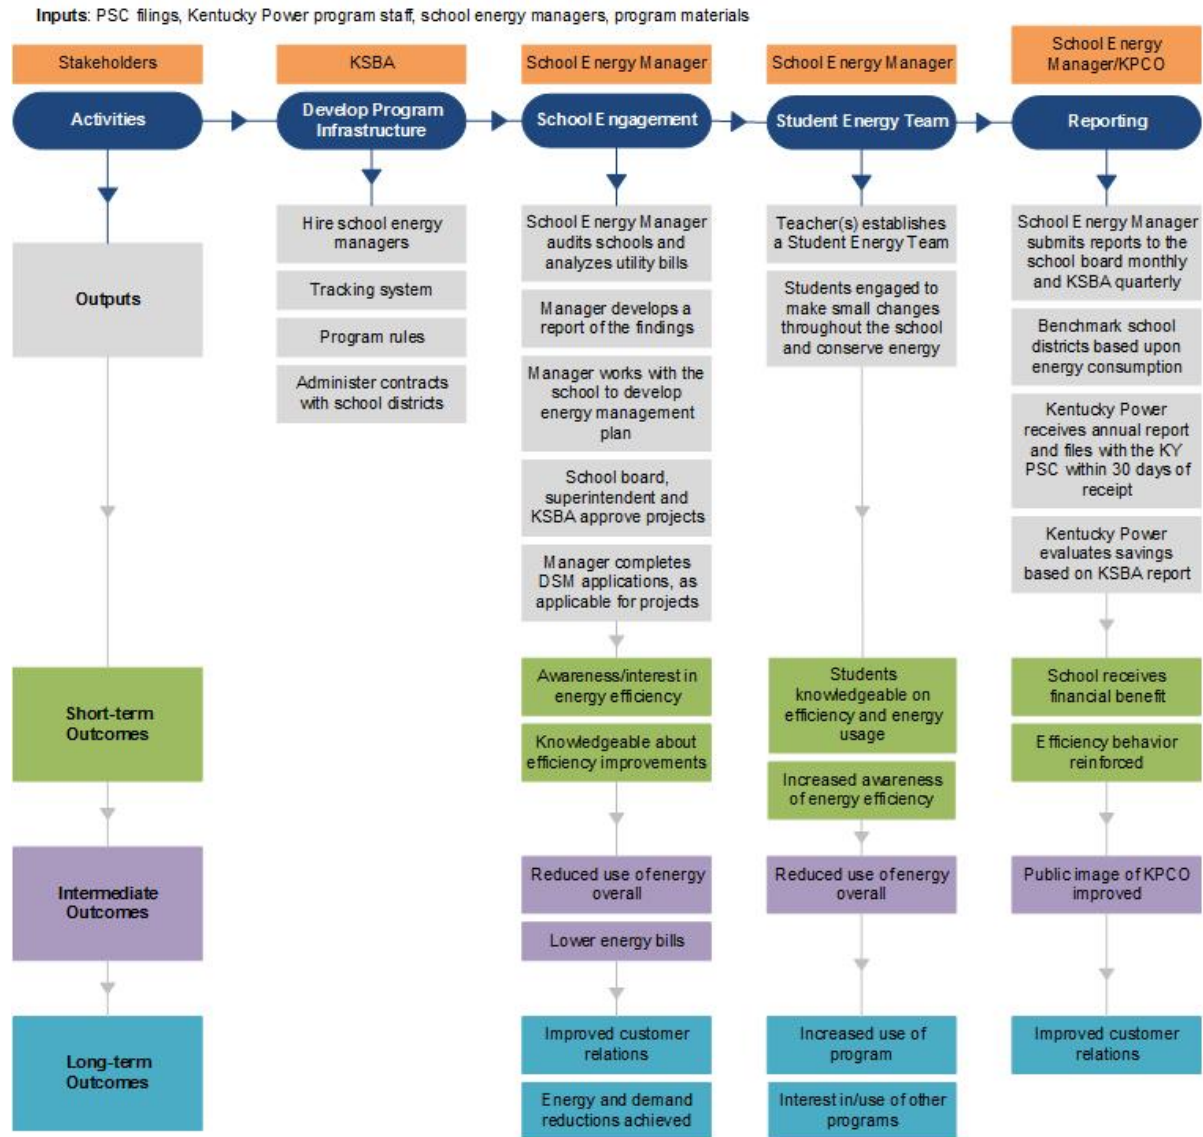 Inputs: PSC filings, Kentucky Power program staff, school energy managers, program materials
Stakeholders
KSBA
School Energy Manager
School Energy Manager
School Energy
Manager/KPCO
Activities
Develop Program
Infrastructure
School Engagement
Student Energy Team
Reporting
Outputs
Hire school energy
managers
Tracking system
Program rules
Administer contracts
with school districts
School Energy Manager
audits schools and
analyzes utility bills
Manager develops a
report of the findings
Manager works with the
school to develop
energy management
plan
School board,
superintendent and
KSBA approve projects
Manager completes
DSM applications, as
applicable for projects
Teacher(s) establishes
a Student Energy Team
Students engaged to
make small changes
throughout the school
and conserve energy
School Energy Manager
submits reports to the
school board monthly
and KSBA quarterly
Benchmark school
districts based upon
energy consumption
Kentucky Power
receives annual report
and files with the KY
PSC within 30 days of
receipt
Kentucky Power
evaluates savings
based on KSBA report
Short-term
Outcomes
Awareness/interest in
energy efficiency
Knowledgeable about
efficiency improvements
Students
knowledgeable on
efficiency and energy
usage
Increased awareness
of energy efficiency
School receives
financial benefit
Efficiency behavior
reinforced
Intermediate
Outcomes
Reduced use of energy
overall
Lower energy bills
Reduced use of energy
overall
Public image of KPCO
improved
Long-term
Outcomes
Improved customer
relations
Energy and demand
reductions achieved
Increased use of
program
Interest in/use of other
programs
Improved customer
relations